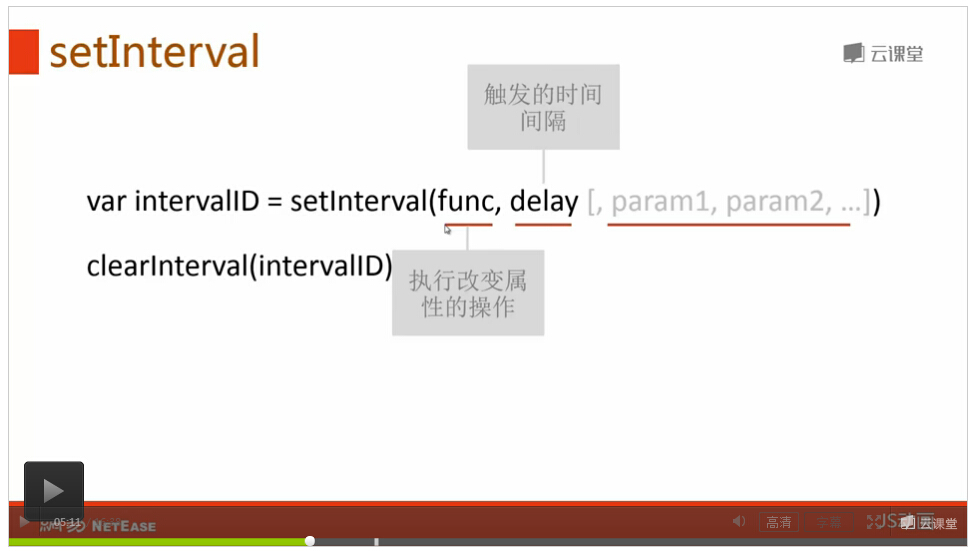 setInterval
云课堂
触发的时间
间隔
var intervalID = setInterval(func, delay [, param1, param2, ...])
clearInterval(intervalID)
执行改变属
性的操作
05:11
NETEASE
高清
字幕
JS动画
云课堂